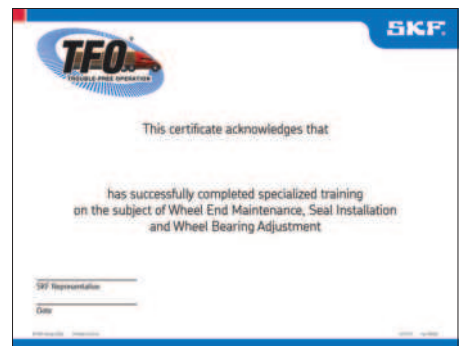 SKF.
TFO
TROUBLE-FREE OPERATION
This certificate acknowledges that
has successfully completed specialized training
on the subject of Wheel End Maintenance, Seal Installation
and Wheel Bearing Adjustment
SKF Representative
Date